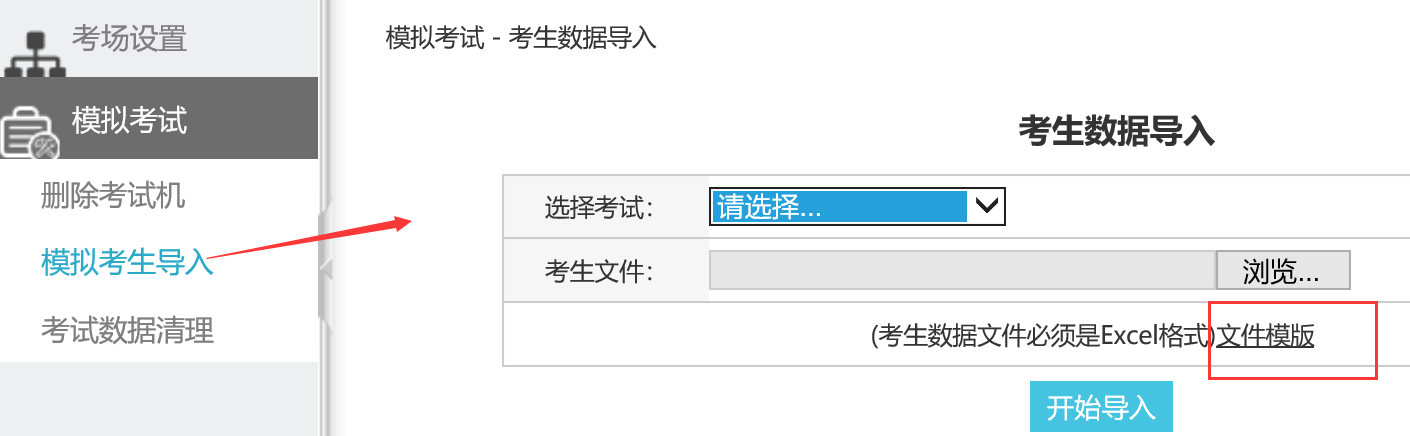 考场设置
模拟考试
删除考试机
模拟考生导入
考试数据清理
模拟考试 - 考生数据导入
考生数据导入
选择考试：
请选择...
考生文件：
浏览...
(考生数据文件必须是Excel格式)文件模版
开始导入